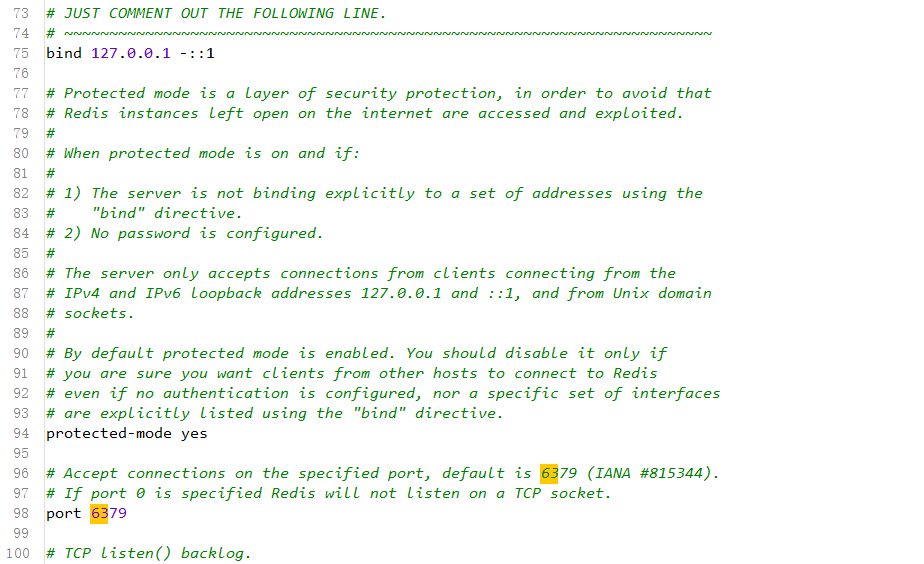 73 # JUST COMMENT OUT THE FOLLOWING LINE.
74 # ~~~~~~~~~~~~~~~~~~~~~~~~~~~~~~~~~~~~~~~~~~~~~~~~~~~~~~~~~~~~~~~~~~~~~~~~
75 bind 127.0.0.1 -::1
76
77 # Protected mode is a layer of security protection, in order to avoid that
78 # Redis instances left open on the internet are accessed and exploited.
79 #
80 # When protected mode is on and if:
81 #
82 # 1) The server is not binding explicitly to a set of addresses using the
83 #    "bind" directive.
84 # 2) No password is configured.
85 #
86 # The server only accepts connections from clients connecting from the
87 # IPv4 and IPv6 loopback addresses 127.0.0.1 and ::1, and from Unix domain
88 # sockets.
89 #
90 # By default protected mode is enabled. You should disable it only if
91 # you are sure you want clients from other hosts to connect to Redis
92 # even if no authentication is configured, nor a specific set of interfaces
93 # are explicitly listed using the "bind" directive.
94 protected-mode yes
95
96 # Accept connections on the specified port, default is 6379 (IANA #815344).
97 # If port 0 is specified Redis will not listen on a TCP socket.
98 port 6379
99
100 # TCP listen() backlog.